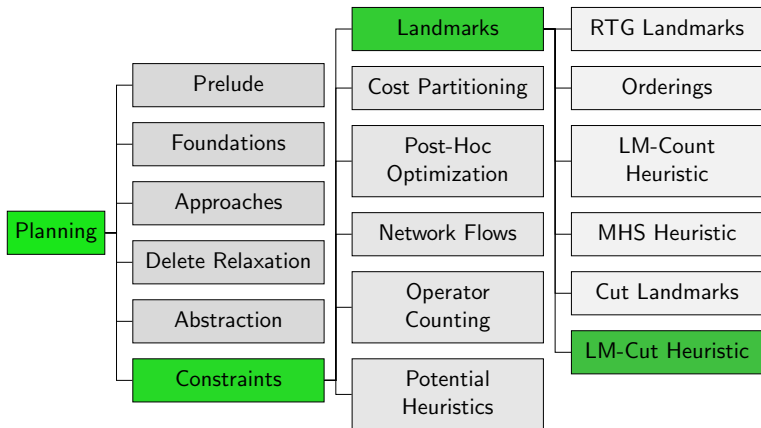 Planning
Prelude
Foundations
Approaches
Delete Relaxation
Abstraction
Constraints
Landmarks
Cost Partitioning
Post-Hoc
Optimization
Network Flows
Operator
Counting
Potential
Heuristics
RTG Landmarks
Orderings
LM-Count
Heuristic
MHS Heuristic
Cut Landmarks
LM-Cut Heuristic